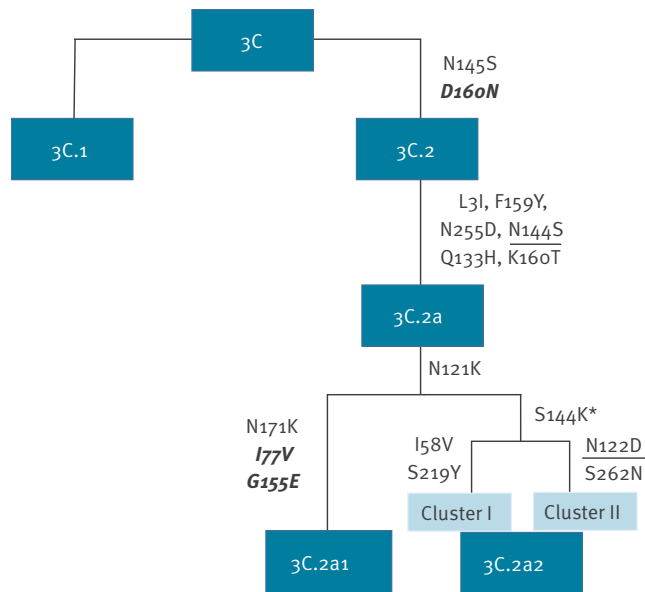 3C
N145S
D160N
3C.1
3C.2
L3I, F159Y,
N255D, N144S
Q133H, K160T
3C.2a
N121K
N171K
I77V
G155E
S144K*
I58V
S219Y
N122D
S262N
Cluster I
Cluster II
3C.2a1
3C.2a2